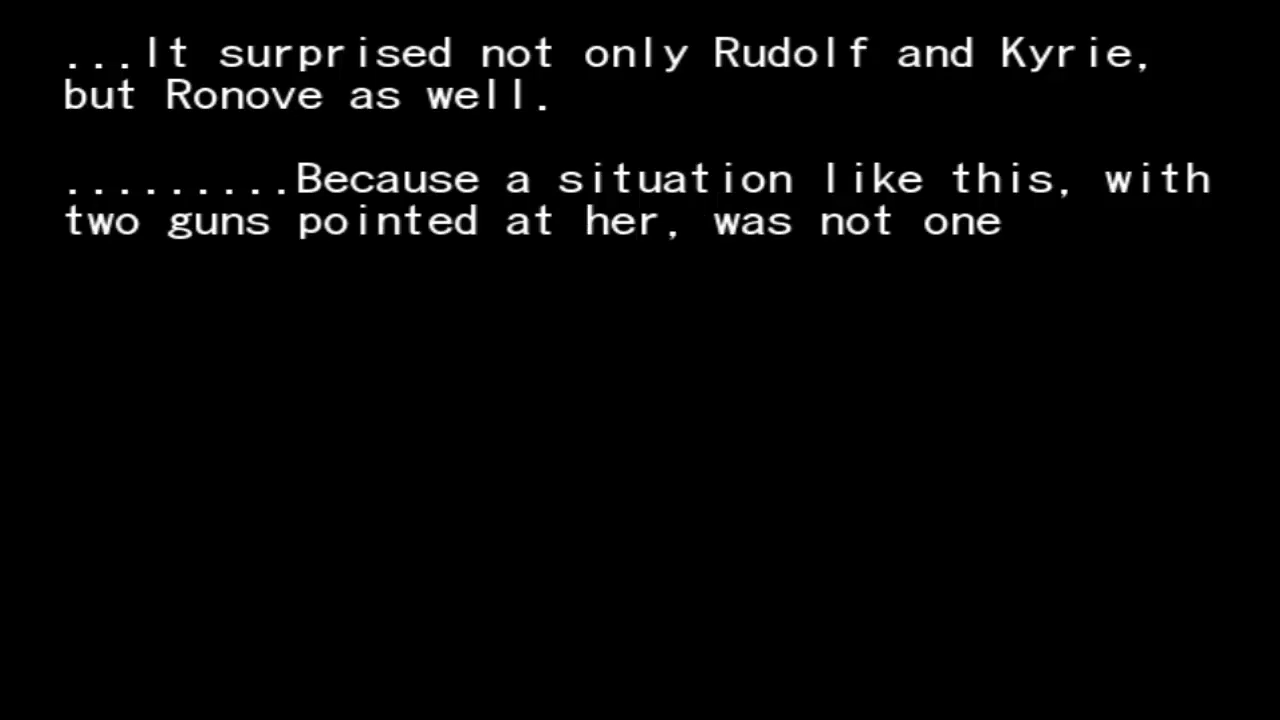 ...It surprised not only Rudolf and Kyrie,
but Ronove as well.
.........Because a situation like this, with
two guns pointed at her, was not one